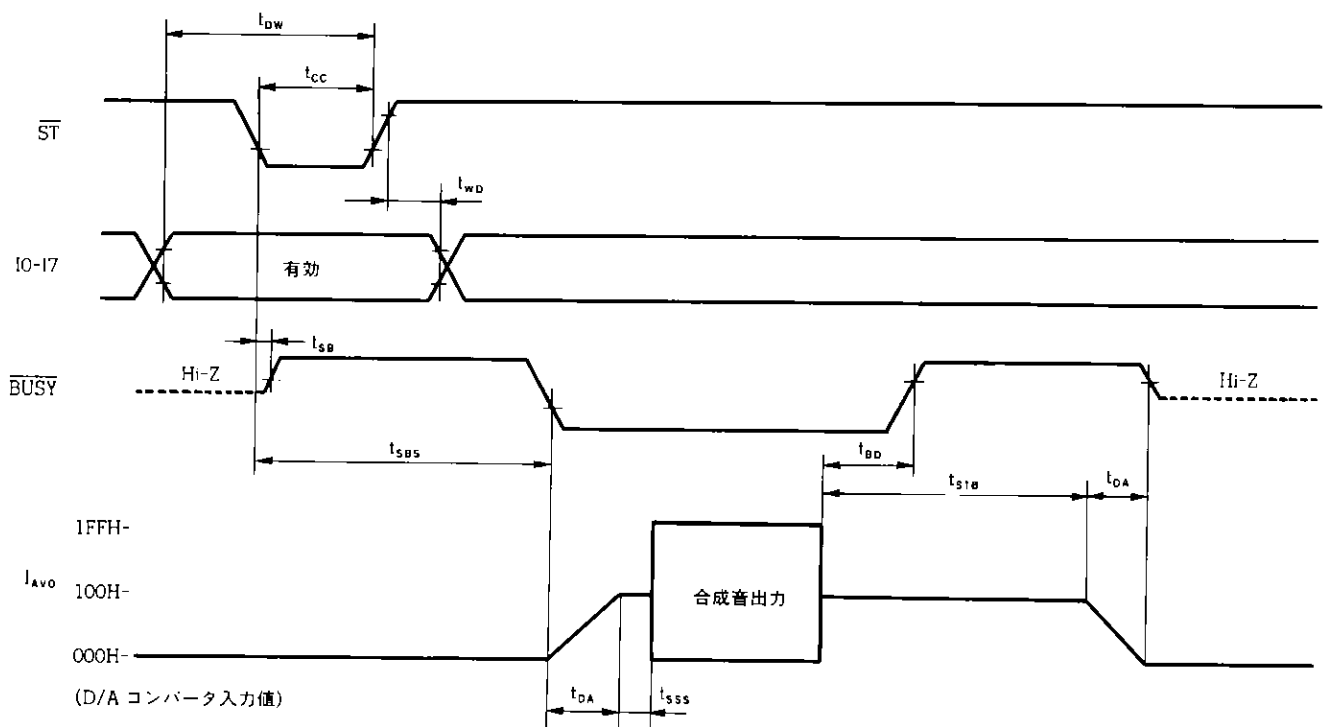 tDW
tCC
ST
tWD
I0-I7
有効
tSB
Hi-Z
BUSY
Hi-Z
tSBS
tBD
tSTB
tDA
1FFH-
IAVO
100H-
合成音出力
000H-
(D/A コンバータ入力値)
tDA
tSSS